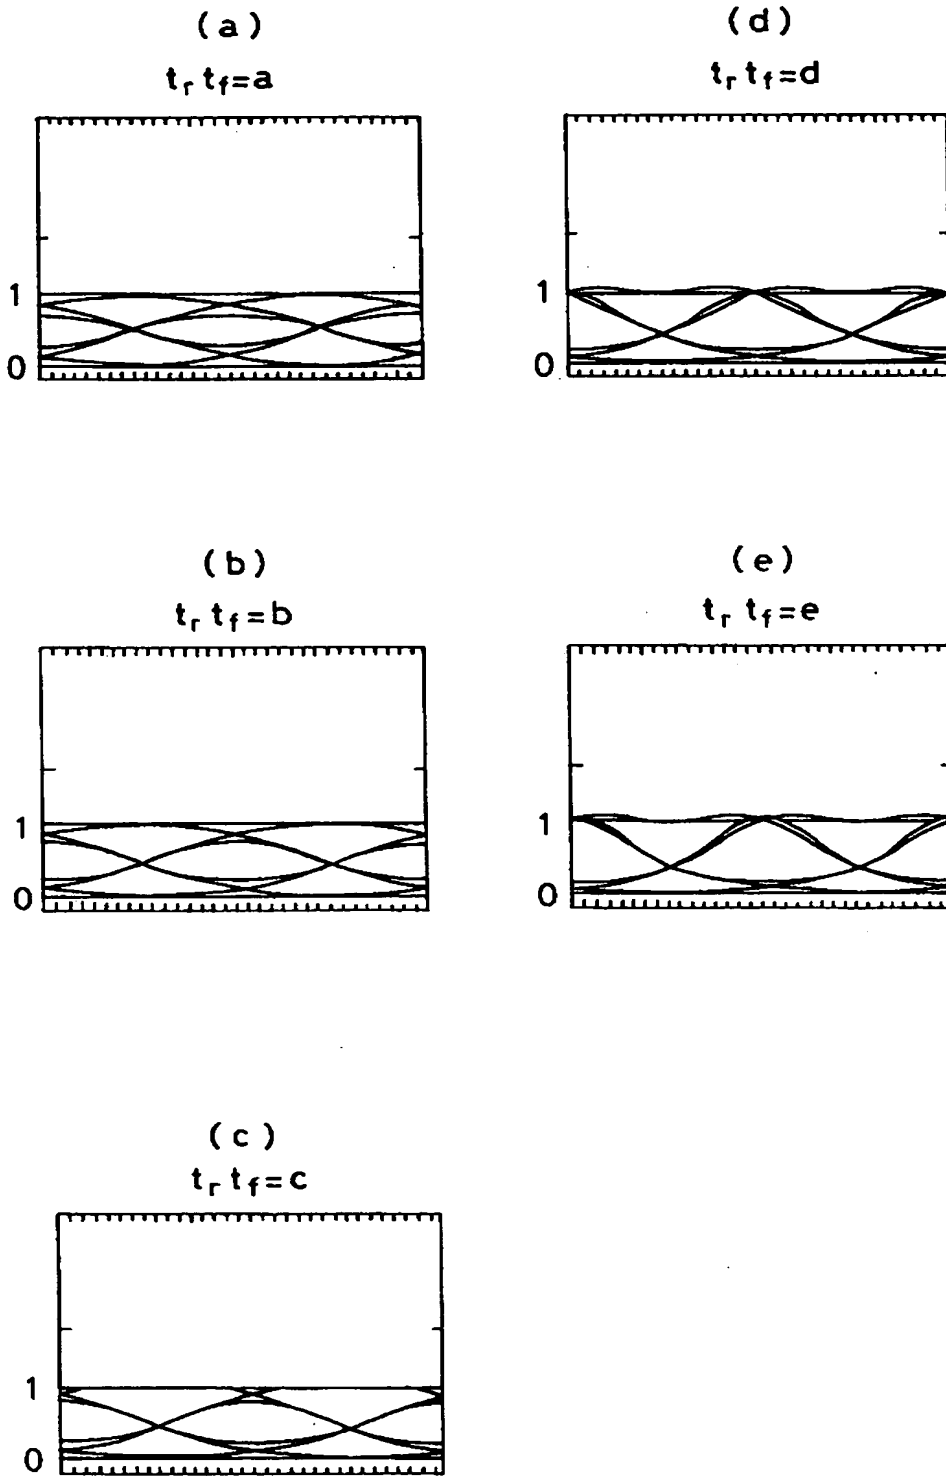 (a)
tr tf=a
1
0
(b)
tr tf=b
1
0
(c)
tr tf=c
1
0
(d)
tr tf=d
1
0
(e)
tr tf=e
1
0